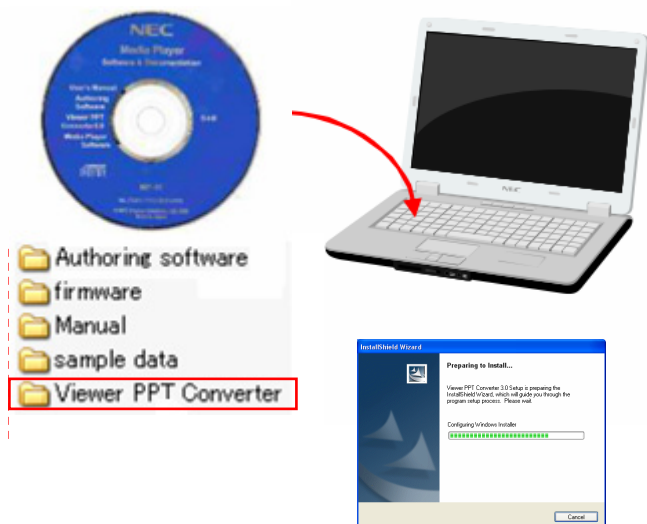 NEC
Media Player
Software & Documentation
User's Manual
Authoring
Software
Viewer PPT
Converter 3.0
Media Player
Software
NEC
Authoring software
firmware
Manual
sample data
Viewer PPT Converter
InstallShield Wizard
Preparing to Install...
Viewer PPT Converter 3.0 Setup is preparing the
InstallShield Wizard, which will guide you through the
program setup process. Please wait.
Configuring Windows Installer
Cancel